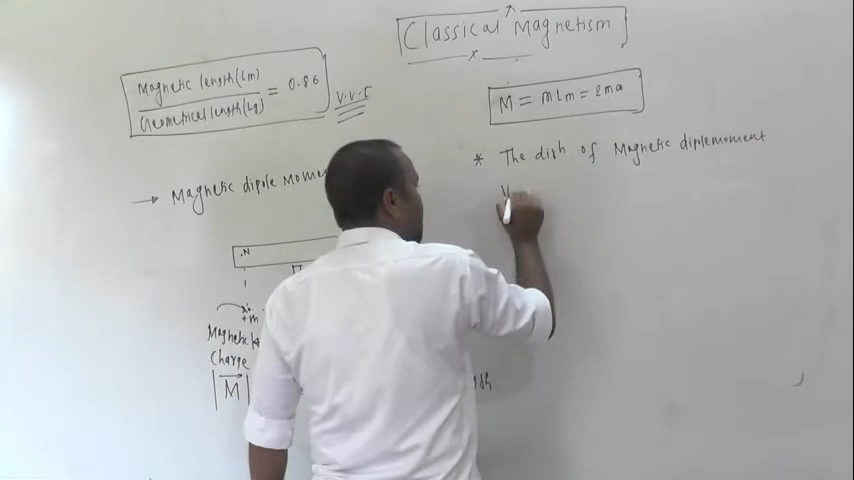 Classical Magnetism
Magnetic length(Lm)
Geometrical length(Lg)
= 0.86
V.V.I
M = mLm = 2ma
* The dirn of Magnetic diplemoment
→ Magnetic dipole Mome
.N
+m
Magnetic
Charge
|M|